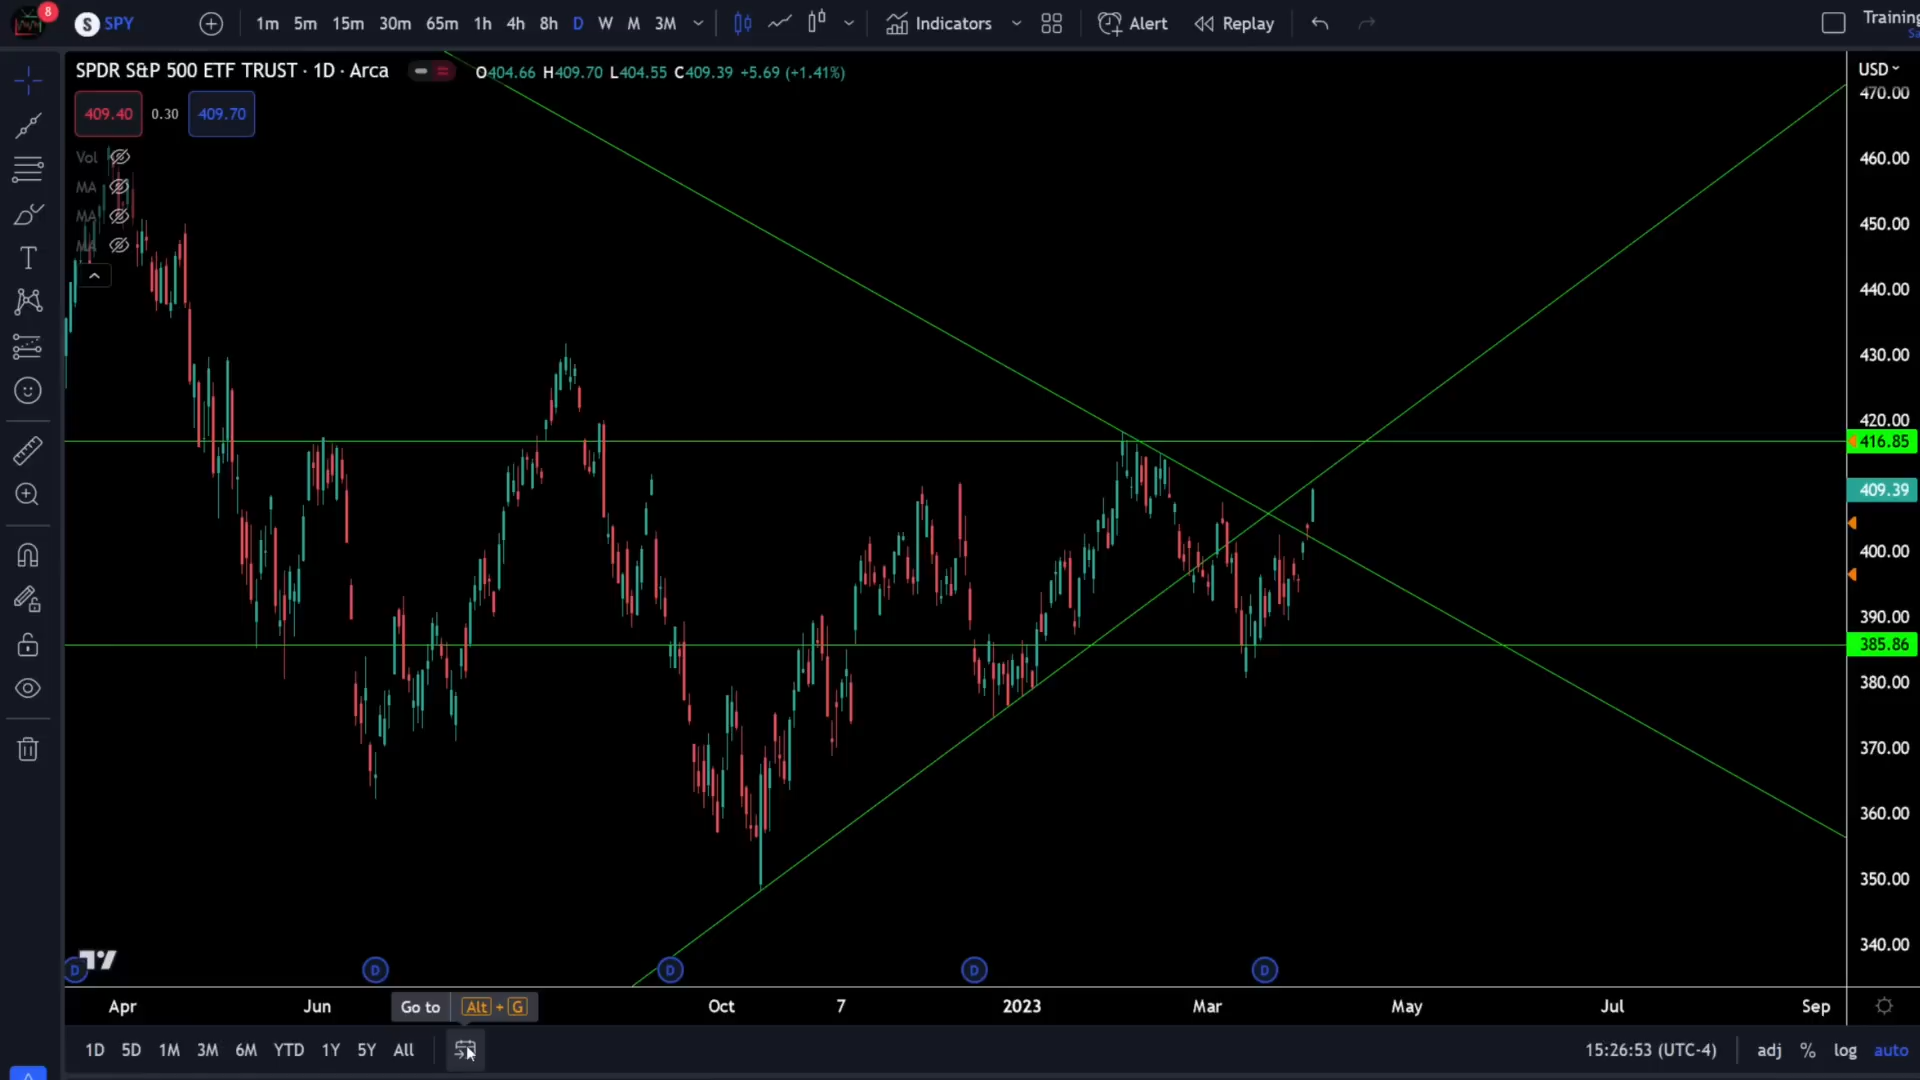 8
S SPY
1m 5m 15m 30m 65m 1h 4h 8h D W M 3M
Indicators
Alert
Replay
Training
Sa
SPDR S&P 500 ETF TRUST · 1D · Arca
O404.66 H409.70 L404.55 C409.39 +5.69 (+1.41%)
USD
409.40 0.30 409.70
Vol
MA
MA
MA
470.00
460.00
450.00
440.00
430.00
420.00
416.85
409.39
400.00
390.00
385.86
380.00
370.00
360.00
350.00
340.00
D D D D D
Apr Jun Oct 7 2023 Mar May Jul Sep
Go to Alt + G
1D 5D 1M 3M 6M YTD 1Y 5Y All
15:26:53 (UTC-4)
adj % log auto